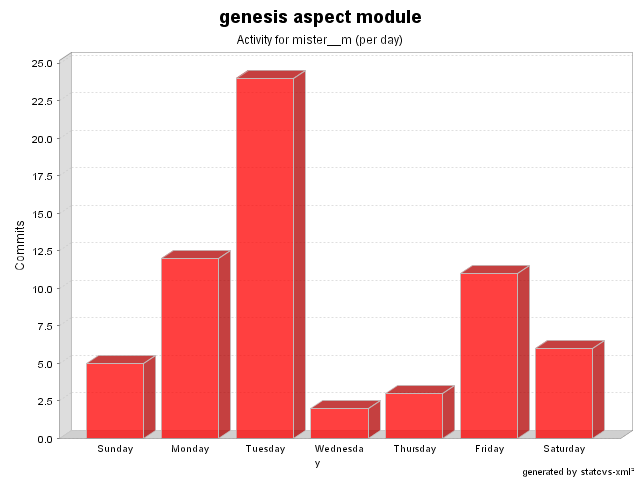 genesis aspect module
Activity for mister__m (per day)
Commits
25.0
22.5
20.0
17.5
15.0
12.5
10.0
7.5
5.0
2.5
0.0
Sunday
Monday
Tuesday
Wednesda
y
Thursday
Friday
Saturday
generated by statcvs-xml²